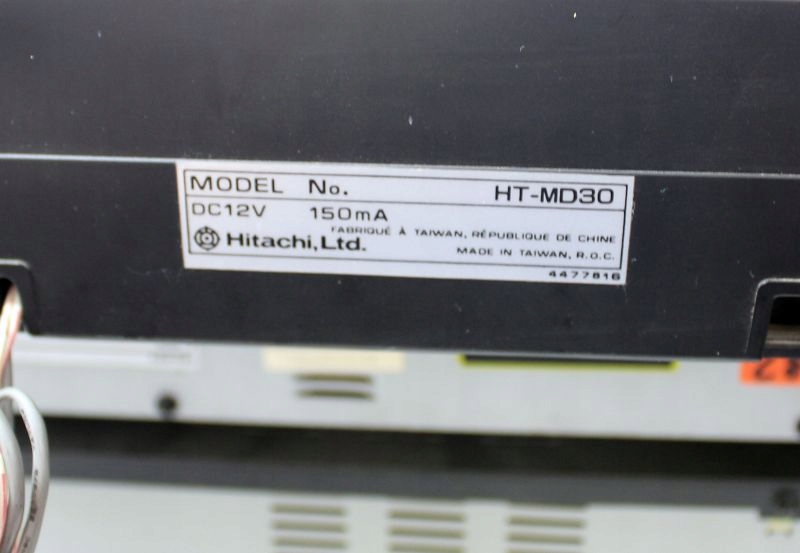 MODEL No. HT-MD30
DC12V 150mA
FABRIQUÉ À TAIWAN, RÉPUBLIQUE DE CHINE
Hitachi, Ltd.
MADE IN TAIWAN, R.O.C.
4477816